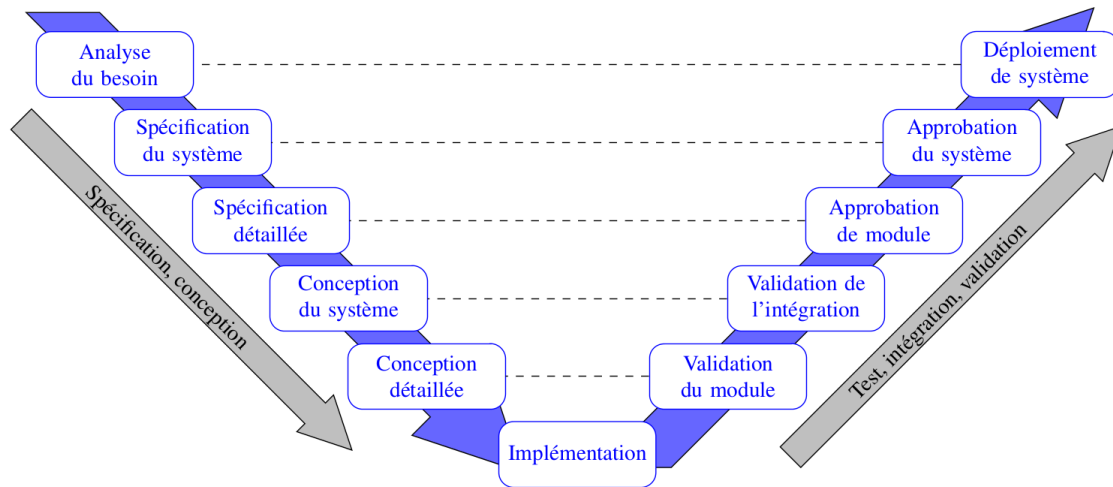 Analyse
du besoin
Déploiement
de système
Spécification
du système
Approbation
du système
Spécification
détaillée
Approbation
de module
Spécification, conception
Test, intégration, validation
Conception
du système
Validation de
l’intégration
Conception
détaillée
Validation
du module
Implémentation